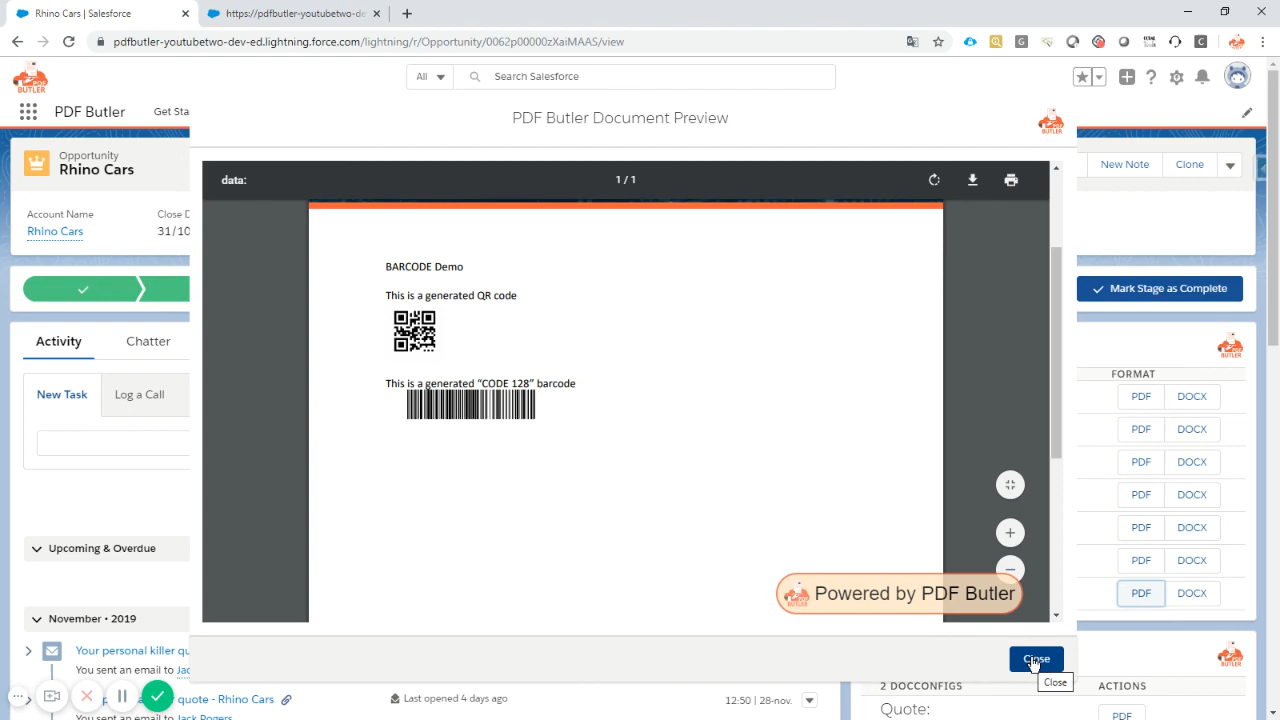 Rhino Cars
https://pdfbutler-youtubetwo-de
pdfbutler-youtubetwo-dev-ed.lightning.force.com/lightning/r/Opportunity/0062p00000zXaiMAAS/view
BUTLER
All
Search Salesforce
PDF Butler
Get Sta
PDF Butler Document Preview
BUTLER
Opportunity
Rhino Cars
New Note
Clone
data:
1 / 1
Account Name
Close D
Rhino Cars
31/10
BARCODE Demo
This is a generated QR code
Mark Stage as Complete
Activity
Chatter
BUTLER
FORMAT
This is a generated “CODE 128” barcode
New Task
Log a Call
PDF DOCX
PDF DOCX
PDF DOCX
PDF DOCX
PDF DOCX
PDF DOCX
PDF DOCX
Upcoming & Overdue
Powered by PDF Butler
November • 2019
Your personal killer qu
You sent an email to Jac
Close
Close
BUTLER
quote - Rhino Cars
Last opened 4 days ago
12:50 | 28-nov.
2 DOCCONFIGS
ACTIONS
Quote:
PDF
You sent an email to Jack Rogers